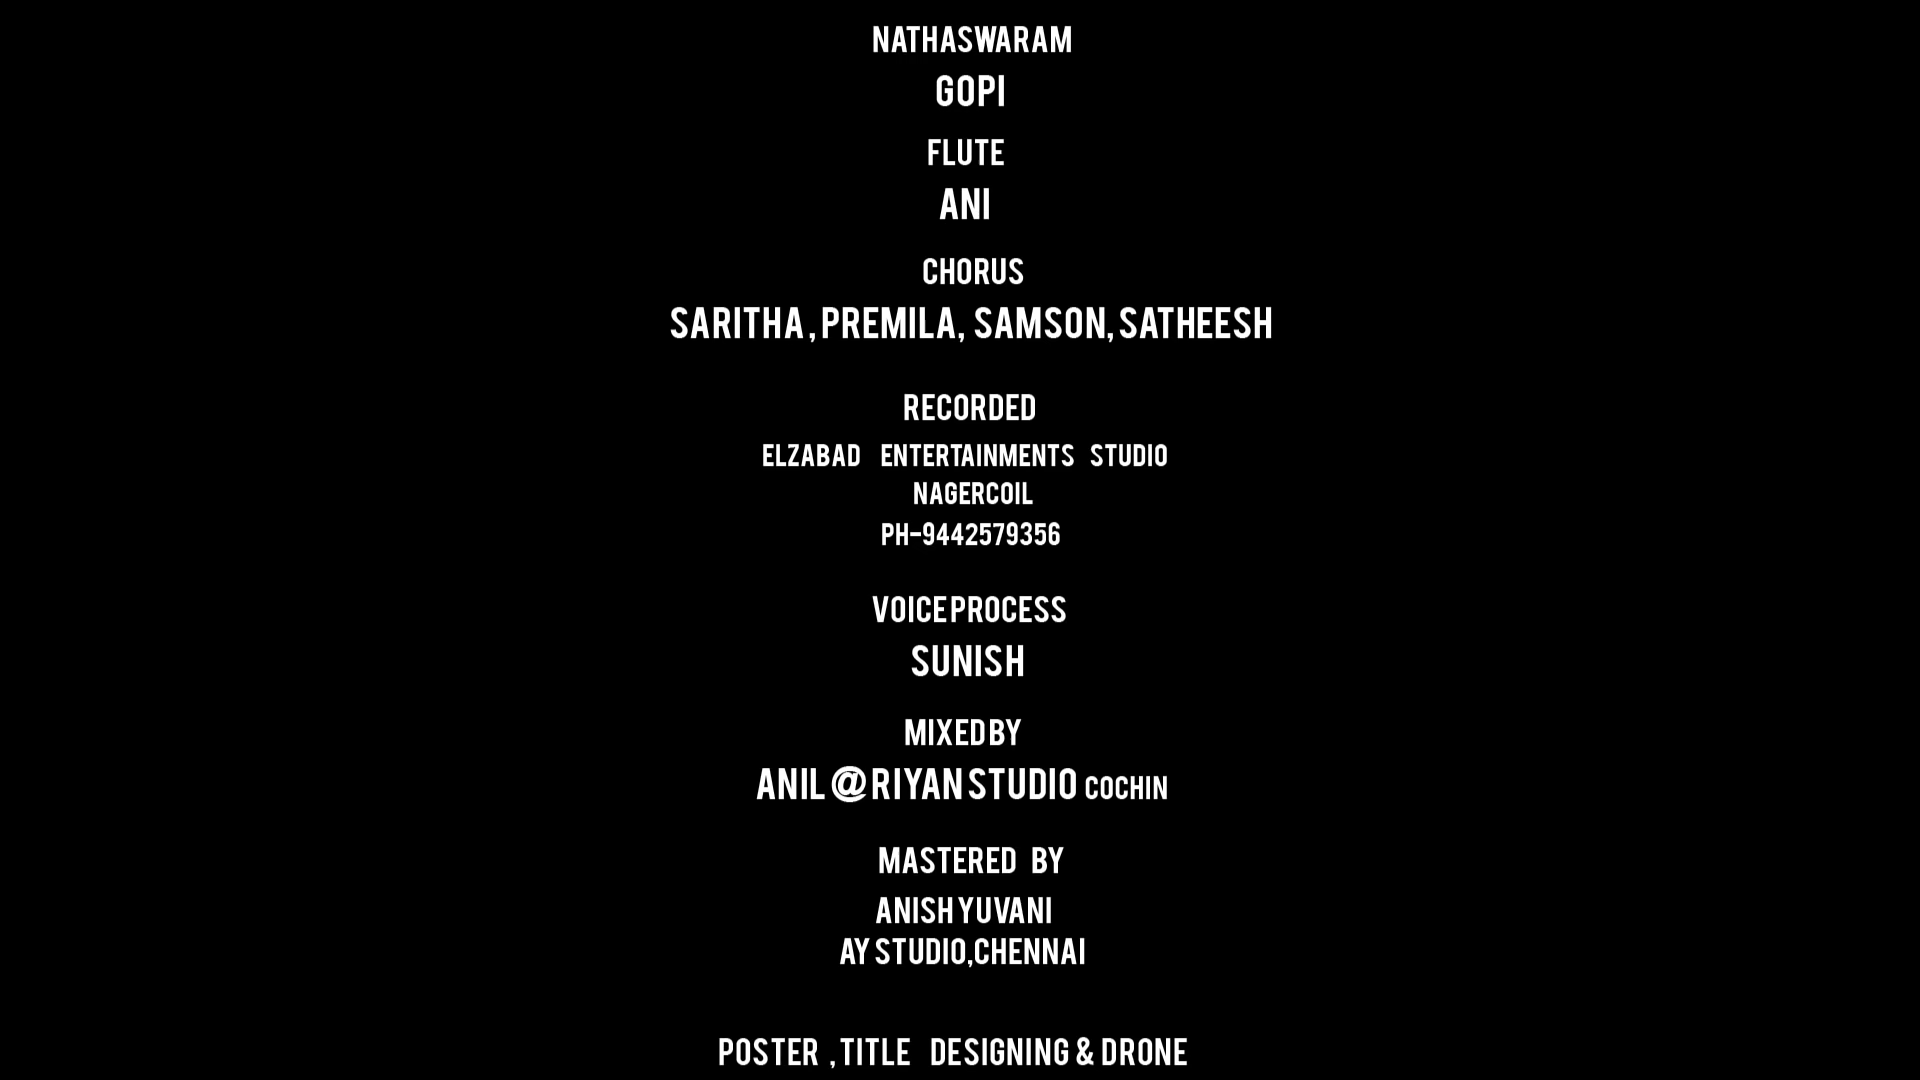 NATHASWARAM
GOPI
FLUTE
ANI
CHORUS
SARITHA , PREMILA, SAMSON, SATHEESH
RECORDED
ELZABAD ENTERTAINMENTS STUDIO
NAGERCOIL
PH-9442579356
VOICE PROCESS
SUNISH
MIXED BY
ANIL @ RIYAN STUDIO COCHIN
MASTERED BY
ANISH YUVANI
AY STUDIO,CHENNAI
POSTER , TITLE DESIGNING & DRONE